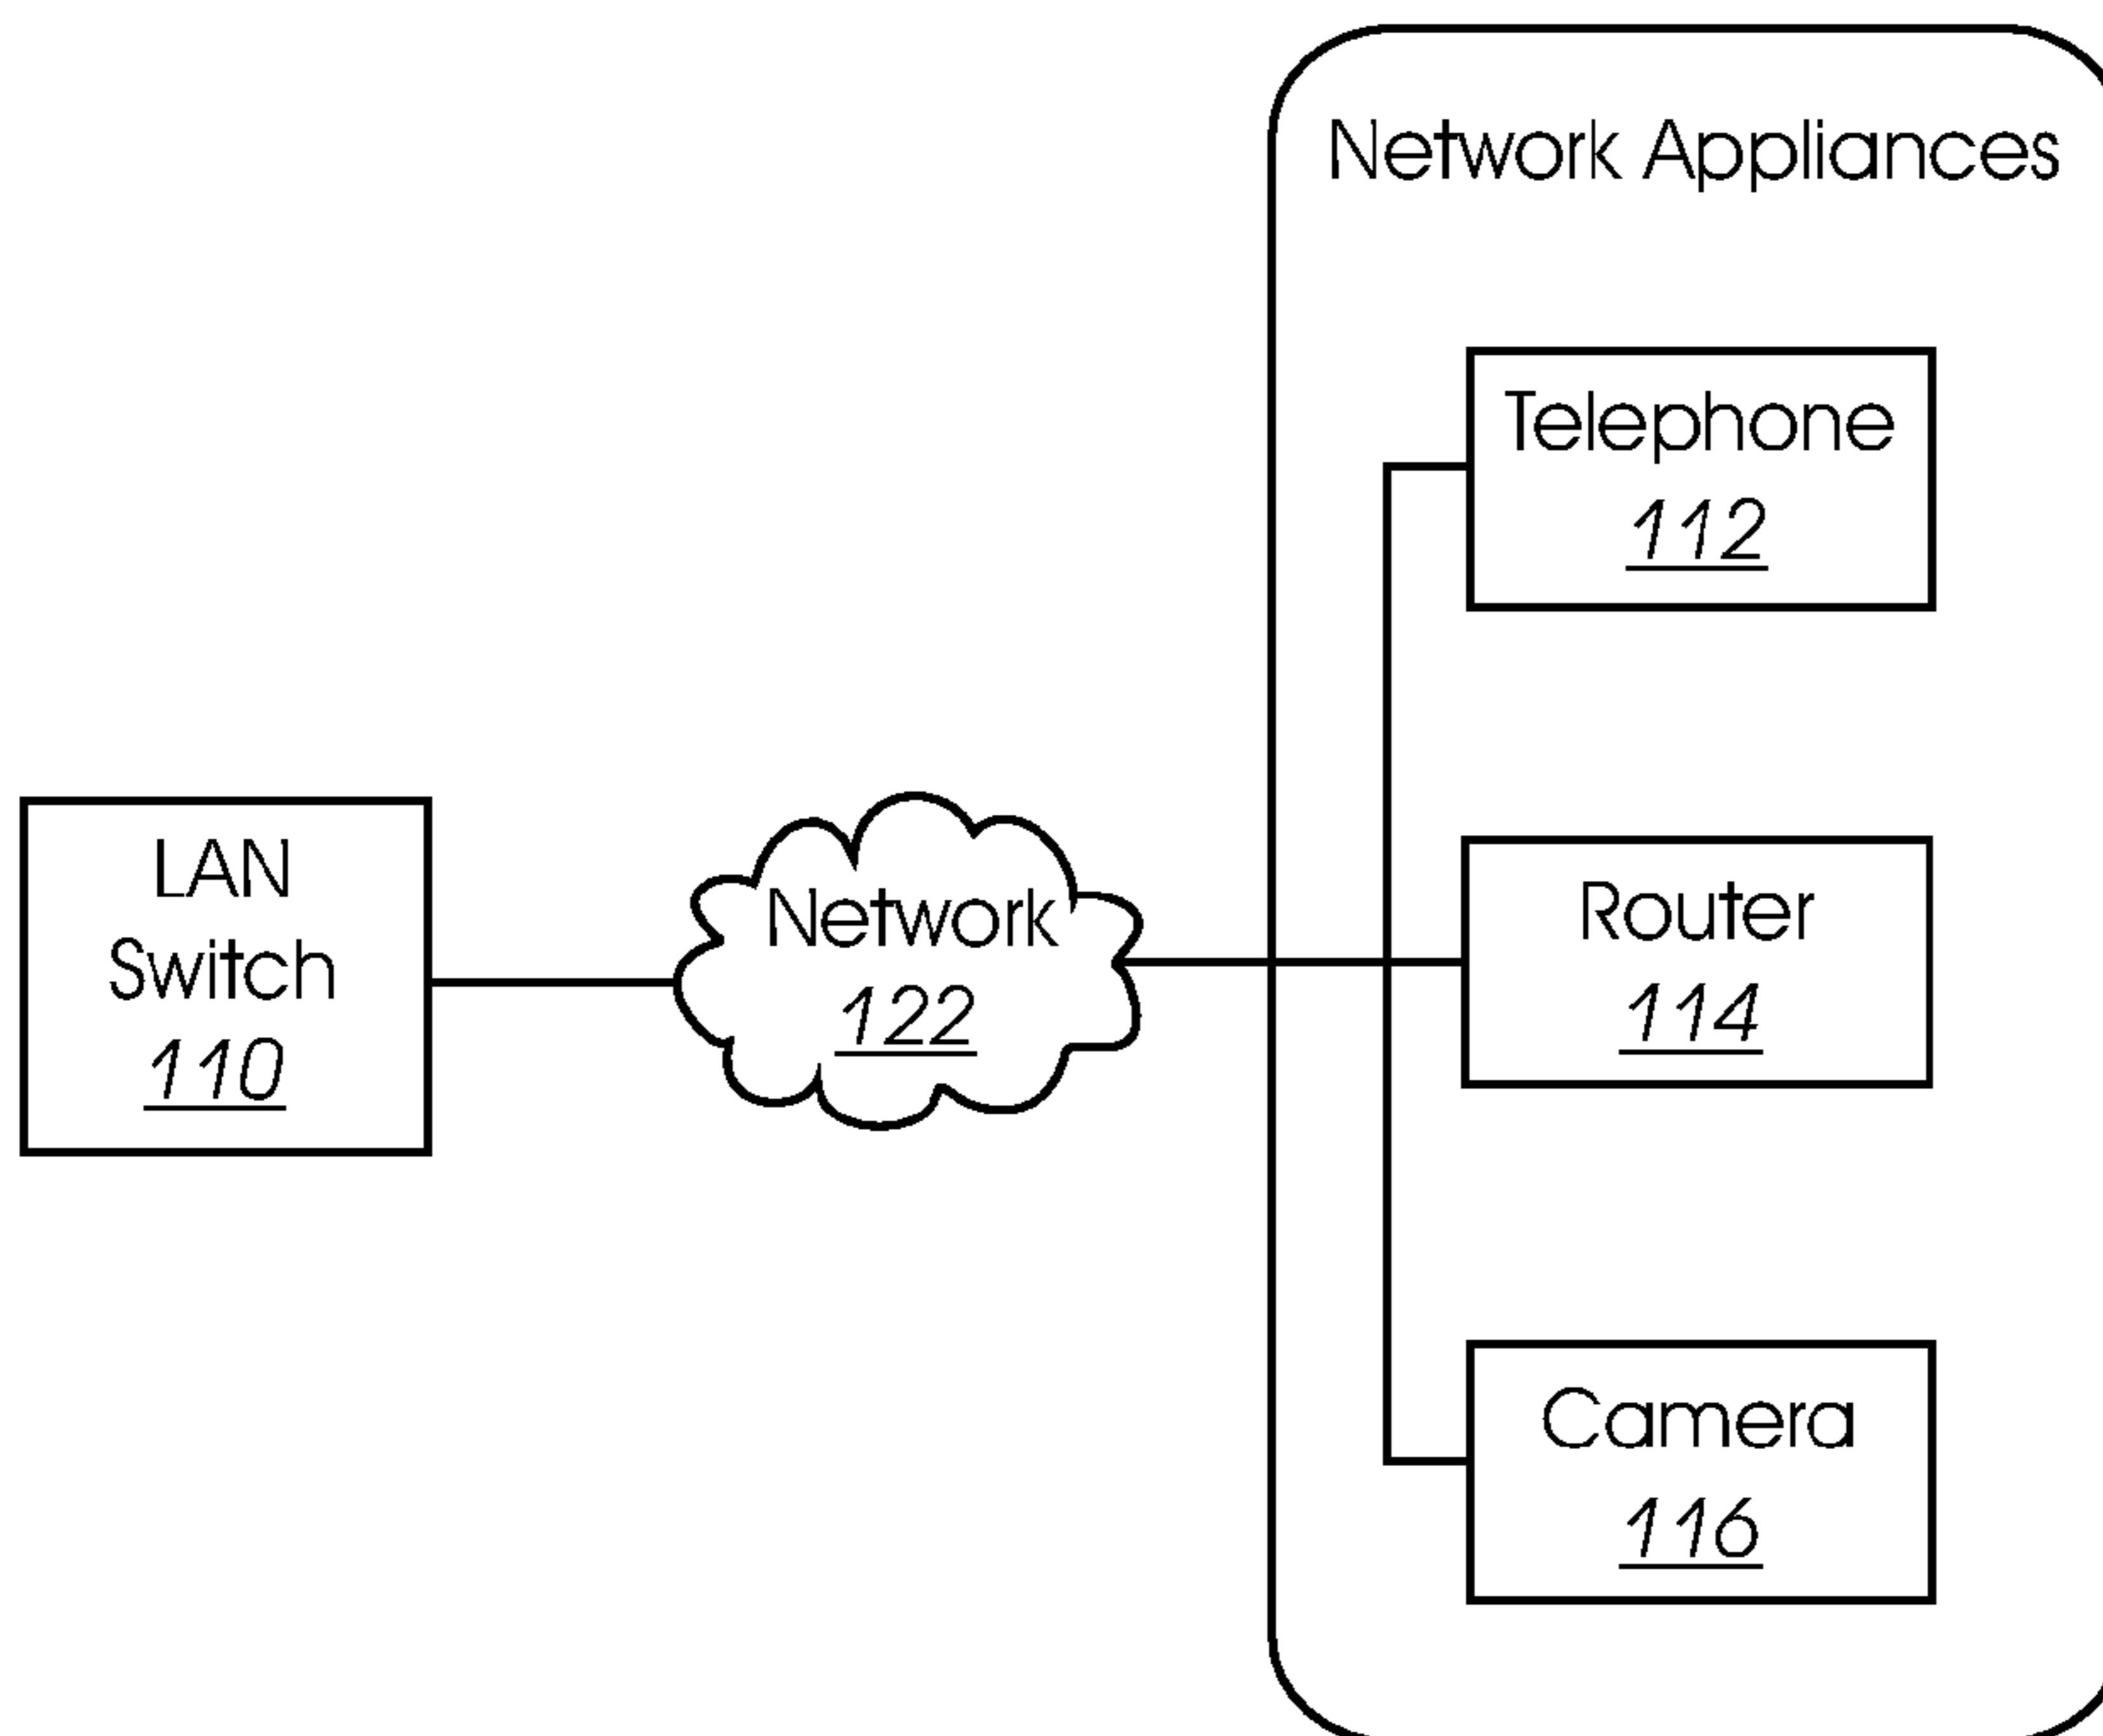 Network Appliances
Telephone
112
LAN
Switch
110
Network
122
Router
114
Camera
116